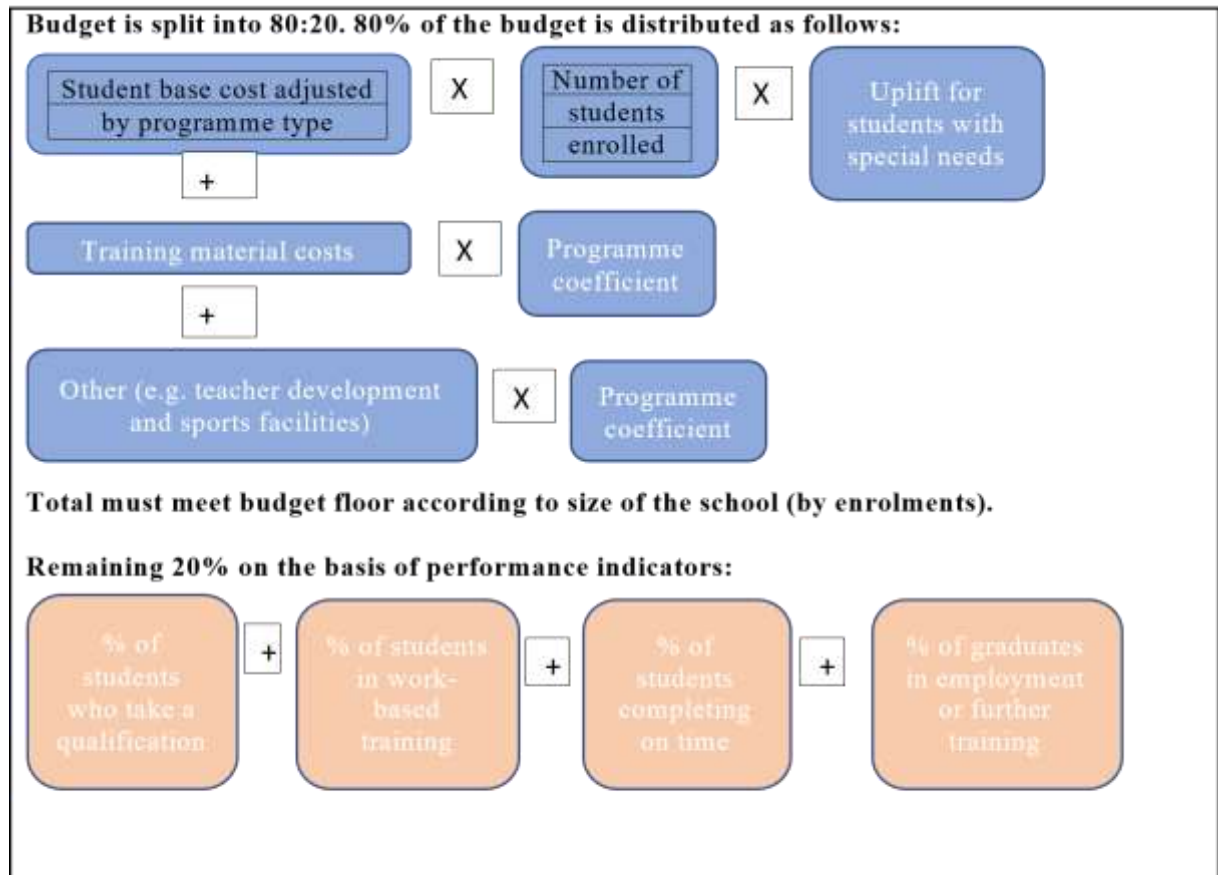 Budget is split into 80:20. 80% of the budget is distributed as follows:
Student base cost adjusted
by programme type
X
Number of
students
enrolled
X
Uplift for
students with
special needs
+
Training material costs
X
Programme
coefficient
+
Other (e.g. teacher development
and sports facilities)
X
Programme
coefficient
Total must meet budget floor according to size of the school (by enrolments).
Remaining 20% on the basis of performance indicators:
% of
students
who take a
qualification
+
% of students
in work-
based
training
+
% of
students
completing
on time
+
% of graduates
in employment
or further
training